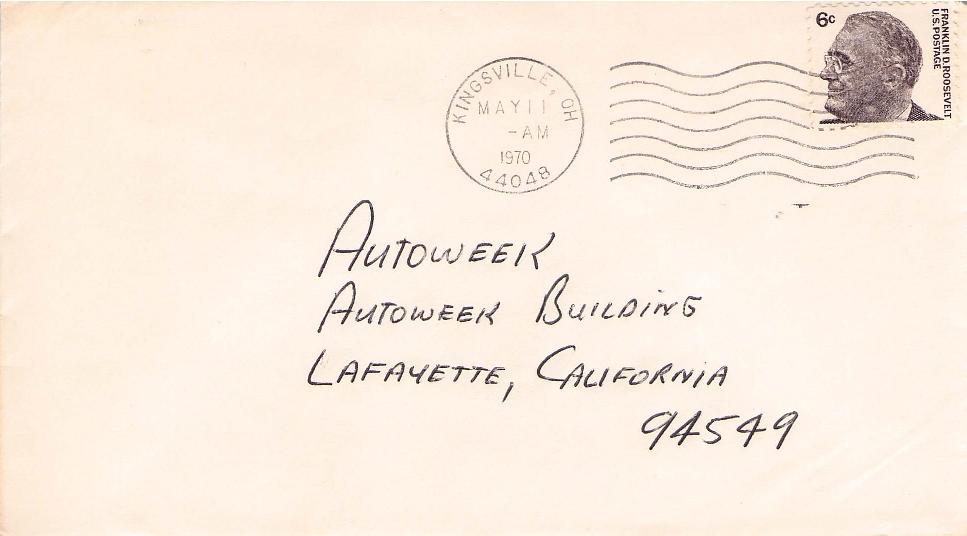 6c
FRANKLIN D. ROOSEVELT
U.S. POSTAGE
KINGSVILLE, OH
MAY 11
-AM
1970
44048
AUTOWEEK
AUTOWEEK BUILDING
LAFAYETTE, CALIFORNIA
94549